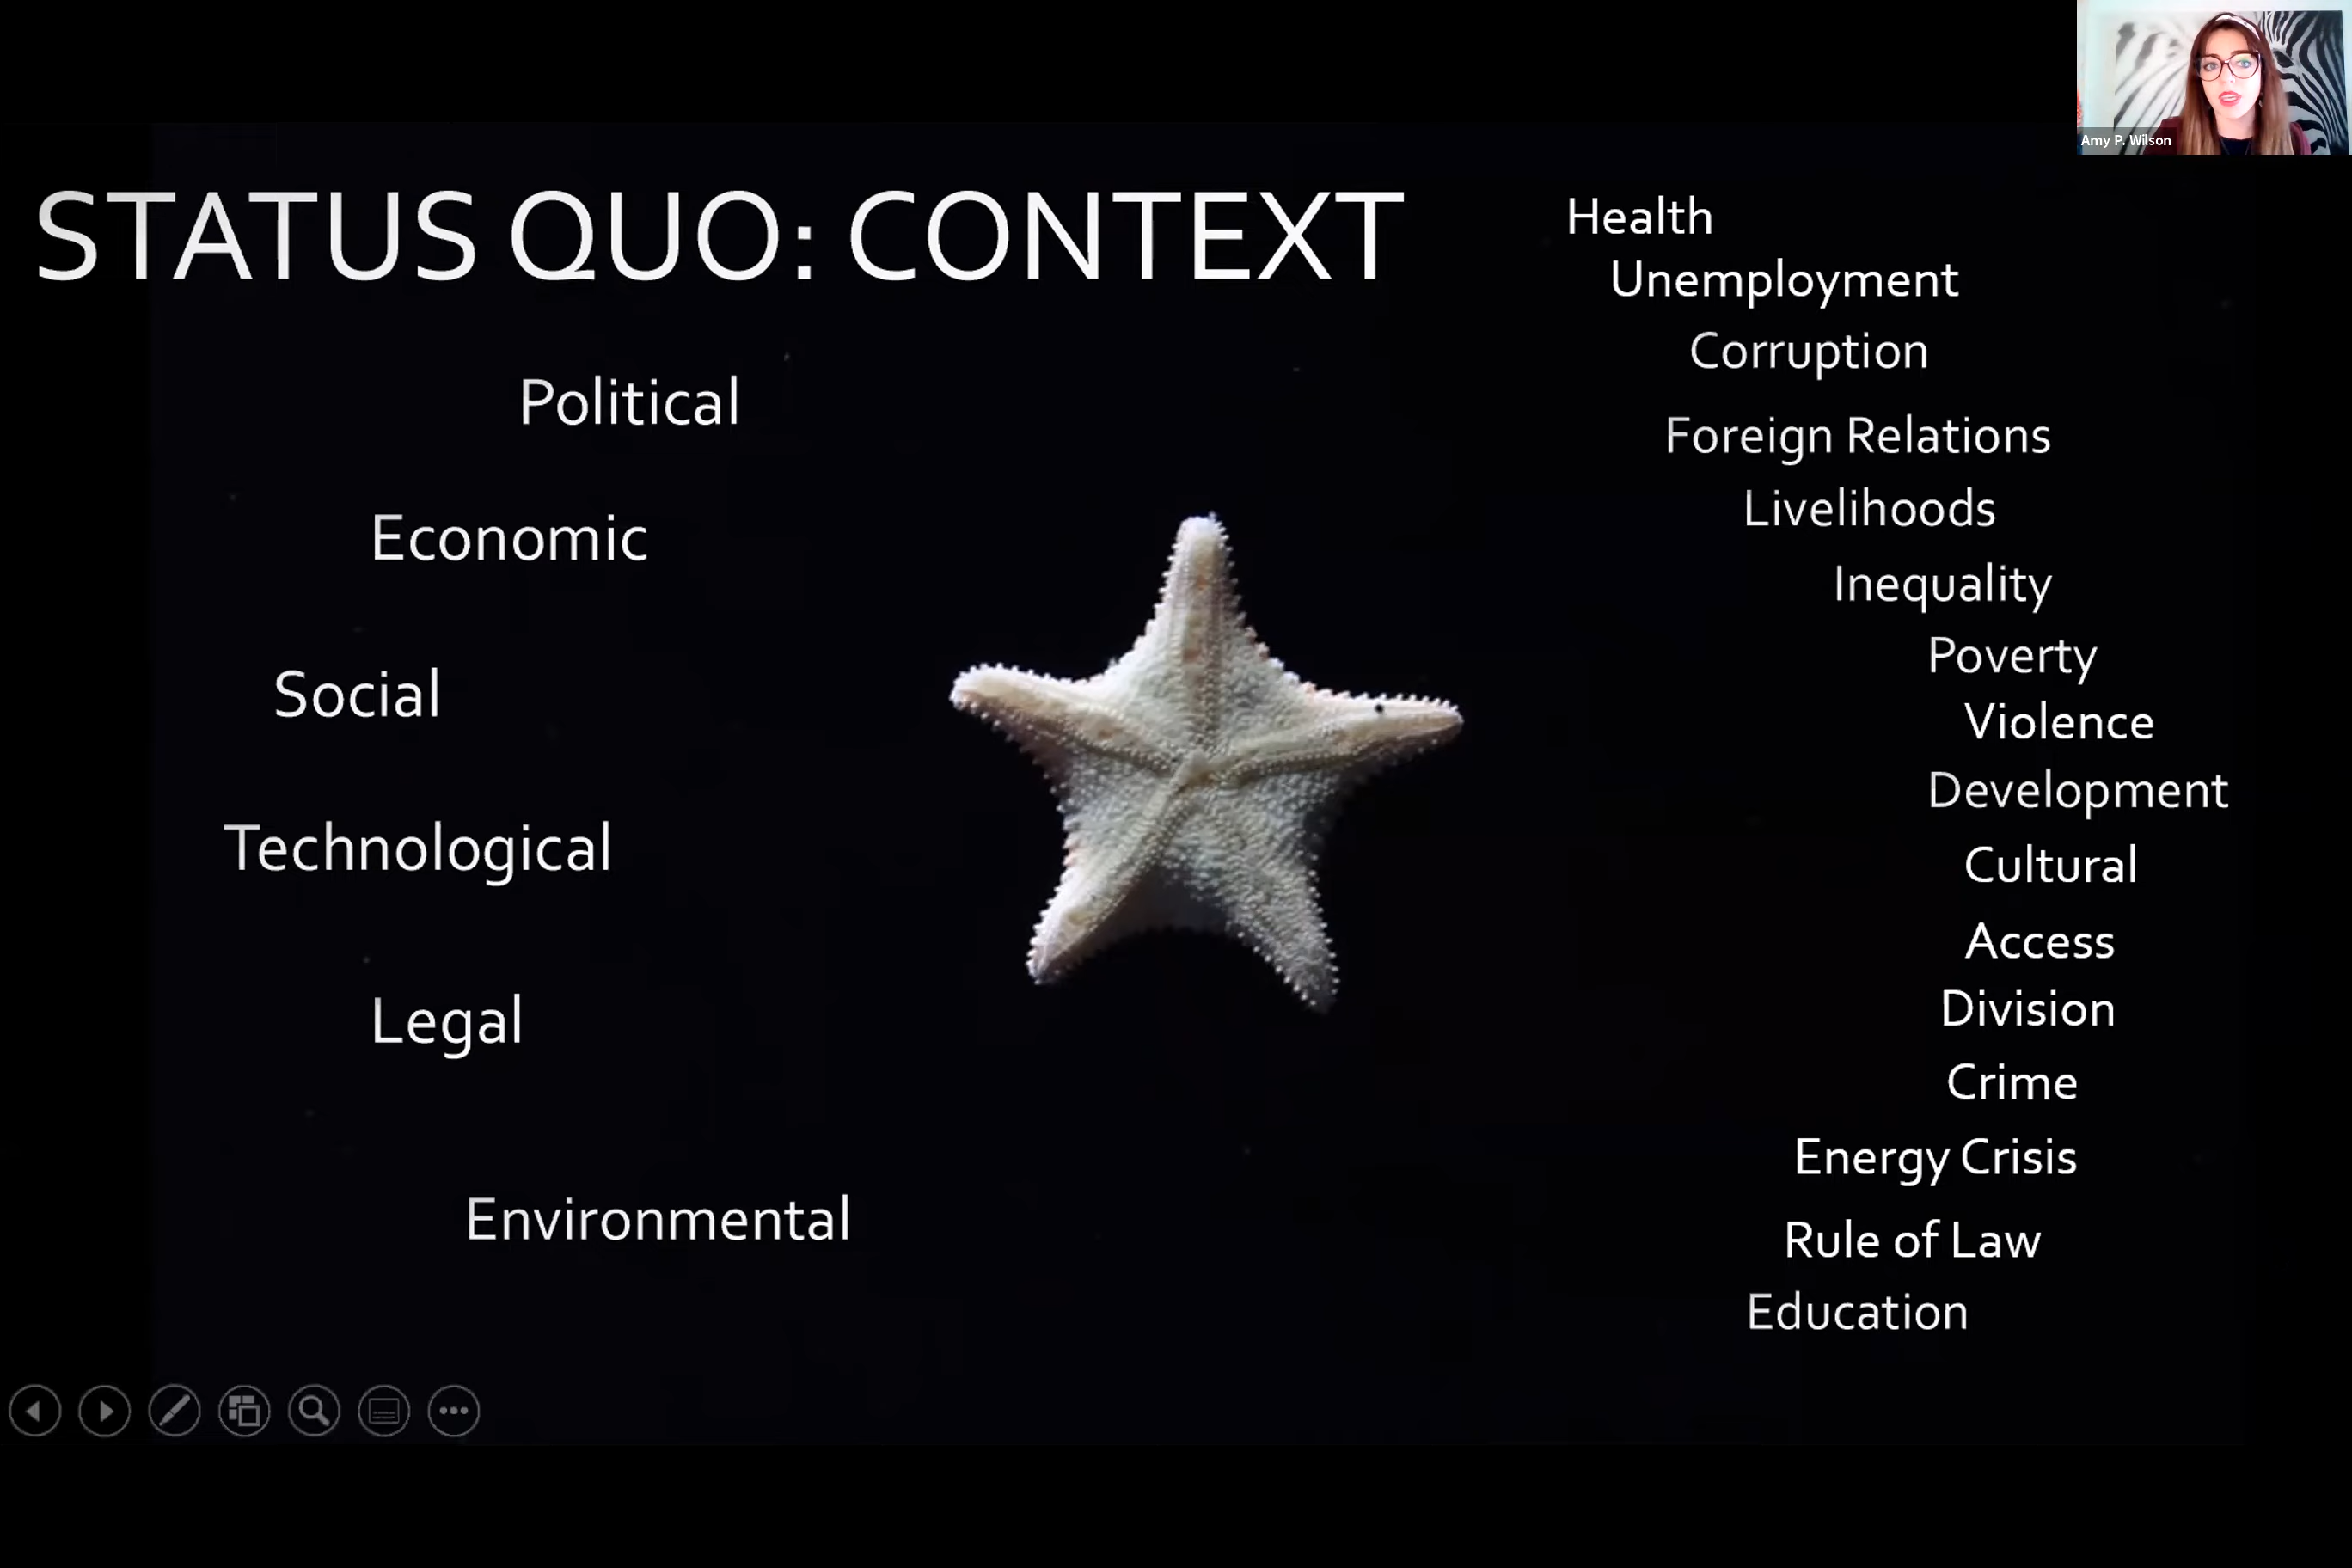 Amy P. Wilson
STATUS QUO: CONTEXT
Political
Economic
Social
Technological
Legal
Environmental
Health
Unemployment
Corruption
Foreign Relations
Livelihoods
Inequality
Poverty
Violence
Development
Cultural
Access
Division
Crime
Energy Crisis
Rule of Law
Education